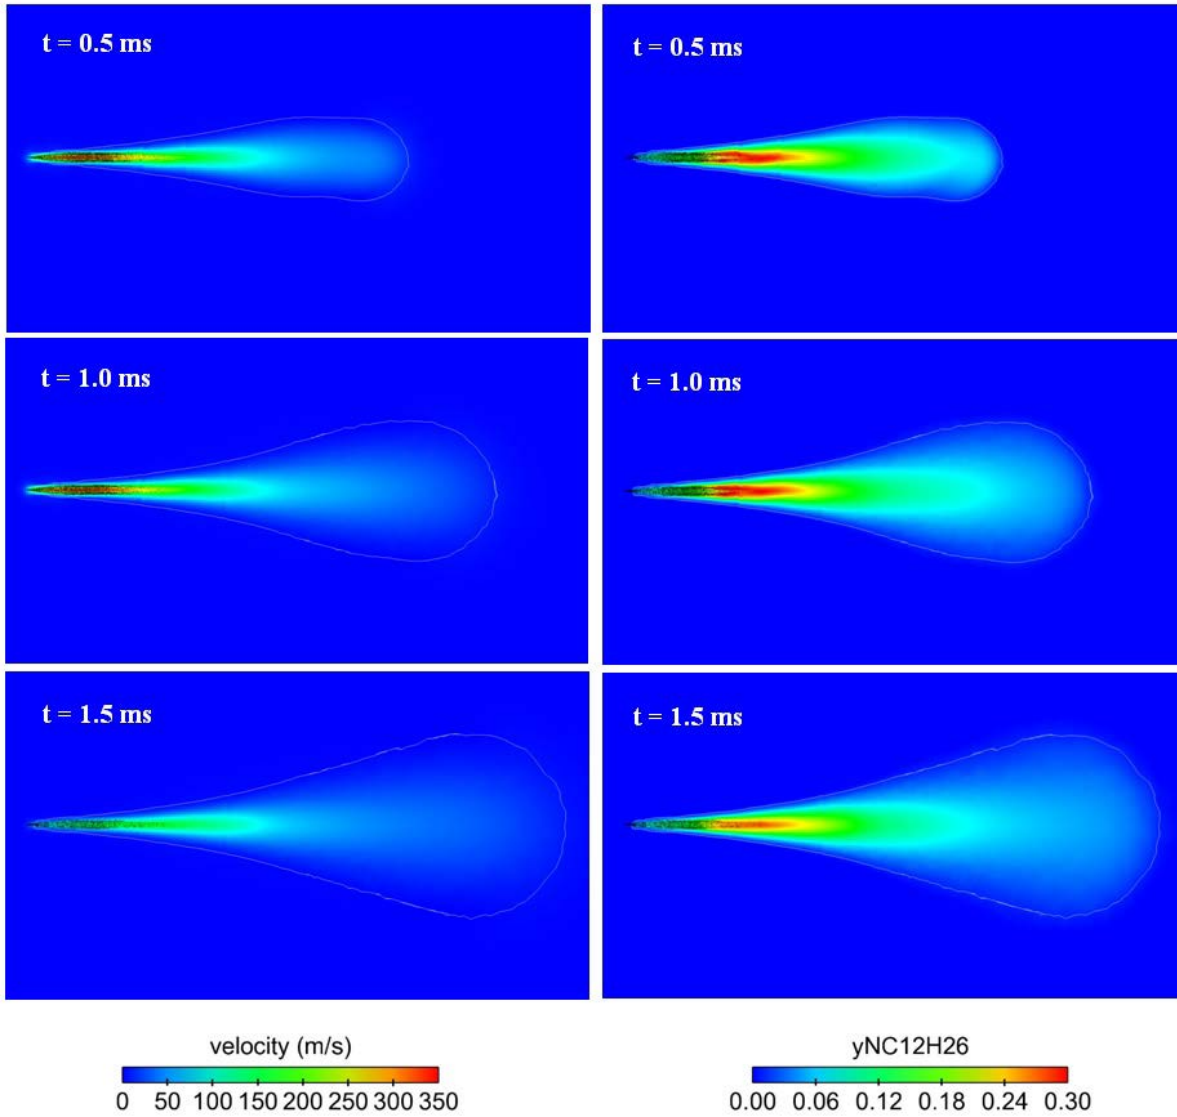 t = 0.5 ms
t = 0.5 ms
t = 1.0 ms
t = 1.0 ms
t = 1.5 ms
t = 1.5 ms
velocity (m/s)
0 50 100 150 200 250 300 350
yNC12H26
0.00 0.06 0.12 0.18 0.24 0.30